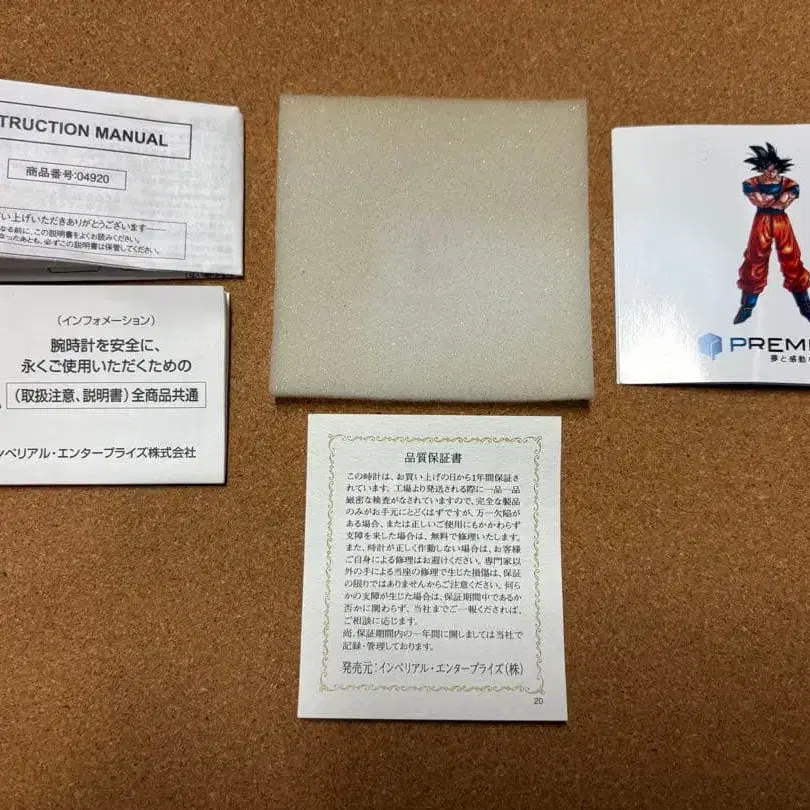 TRUCTION MANUAL
商品番号:04920
い上げいただきありがとうございます
なる前に、この説明書をよくお読みください。
なったあとも、必ずこの説明書は保管してください。
(インフォメーション)
腕時計を安全に、
永くご使用いただくための
(取扱注意、説明書)全商品共通
ンペリアル・エンタープライズ株式会社
PREMI
夢と感動
品質保証書
この時計は、お買い上げの日から1年間保証さ
れています。工場より発送される際に一品一品
厳密な検査がなされていますので、完全な製品
のみがお手元にとどくはずですが、万一欠陥が
ある場合、または正しいご使用にもかかわらず
支障を来した場合は、無料で修理いたします。
また、時計が正しく作動しない場合は、お客様
ご自身による修理はお避けください。専門家以
外の手による当座の修理で生じた損傷は、保証
の限りではありませんからご注意ください。何ら
かの支障が生じた場合は、保証期間中であるか
否かに関わらず、当社までご一報くだされば、
ご相談に応じます。
尚、保証期間内の一年間に関しましては当社で
記録・管理しております。
発売元:インペリアル・エンタープライズ(株)
20